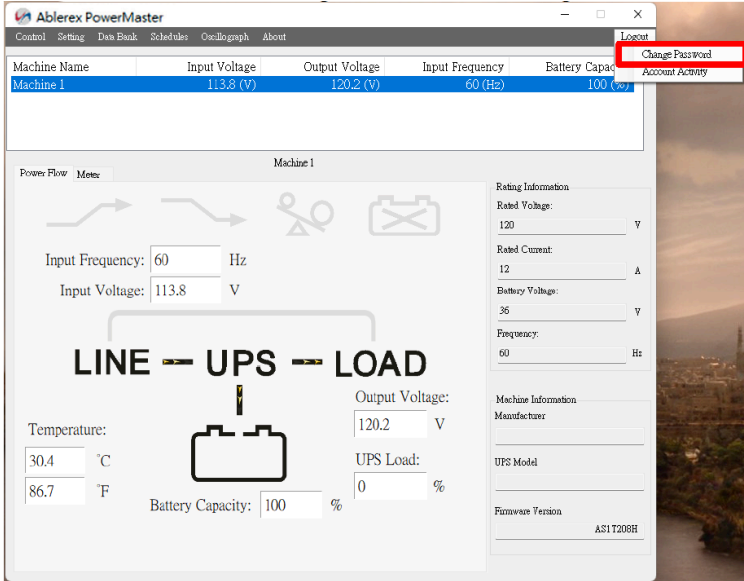 Ablerex PowerMaster
Control Setting Data Bank Schedules Oscillograph About Logout
Change Password
Account Activity
Machine Name Input Voltage Output Voltage Input Frequency Battery Capac
Machine 1 113.8 (V) 120.2 (V) 60 (Hz) 100 (%)
Machine 1
Power Flow Meter
Input Frequency: 60 Hz
Input Voltage: 113.8 V
LINE UPS LOAD
Output Voltage:
120.2 V
Temperature:
30.4 °C
86.7 °F
UPS Load:
0 %
Battery Capacity: 100 %
Rating Information
Rated Voltage:
120 V
Rated Current:
12 A
Battery Voltage:
36 V
Frequency:
60 Hz
Machine Information
Manufacturer
UPS Model
Firmware Version
AS1T208H